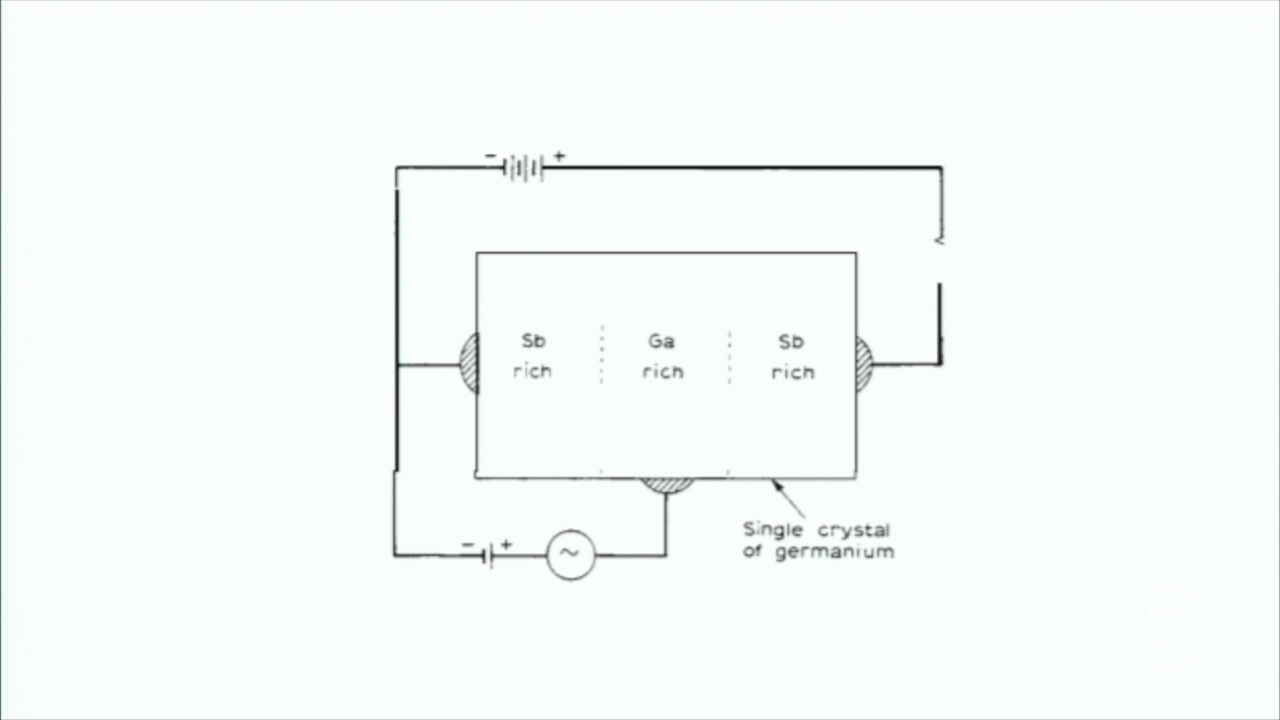 - +
Sb Ga Sb
rich rich rich
- +
~
Single crystal
of germanium